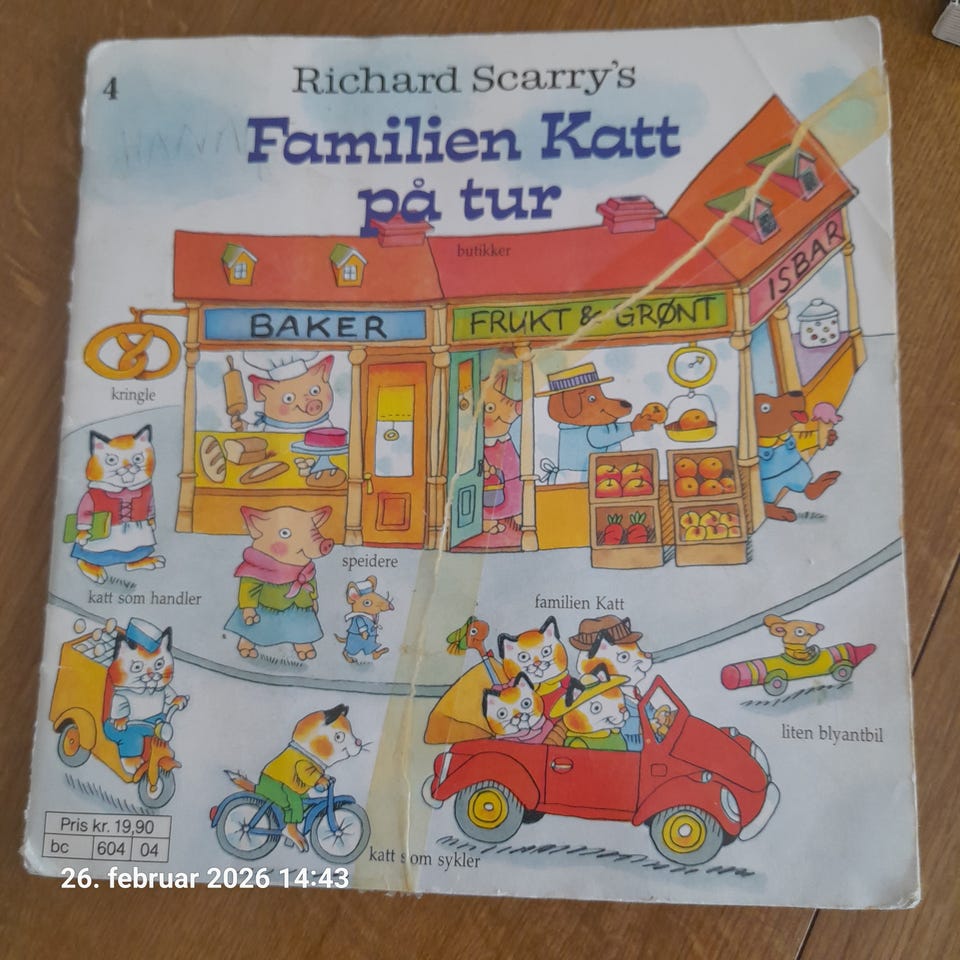 4
Richard Scarry's
Familien Katt
på tur
butikker
BAKER
FRUKT & GRØNT
ISBAR
kringle
speidere
katt som handler
familien Katt
liten blyantbil
Pris kr. 19,90
bc 604 04
katt som sykler
26. februar 2026 14:43